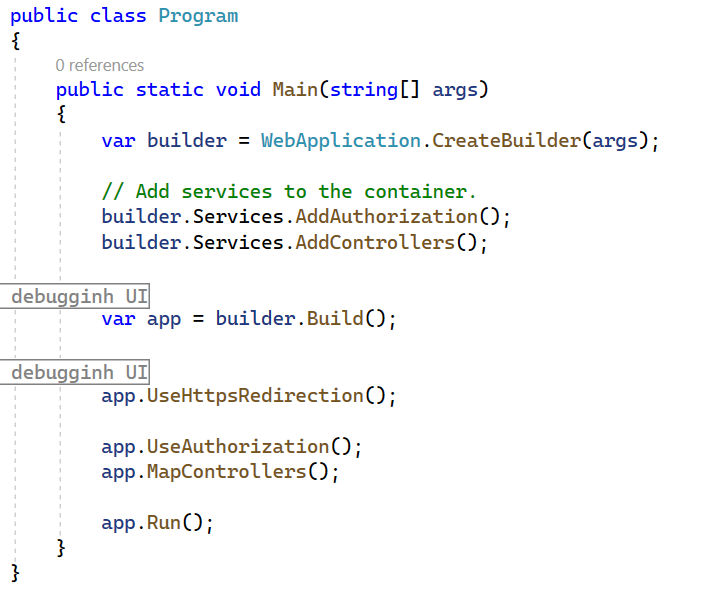 public class Program
{
0 references
public static void Main(string[] args)
{
var builder = WebApplication.CreateBuilder(args);
// Add services to the container.
builder.Services.AddAuthorization();
builder.Services.AddControllers();
debugginh UI
var app = builder.Build();
debugginh UI
app.UseHttpsRedirection();
app.UseAuthorization();
app.MapControllers();
app.Run();
}
}